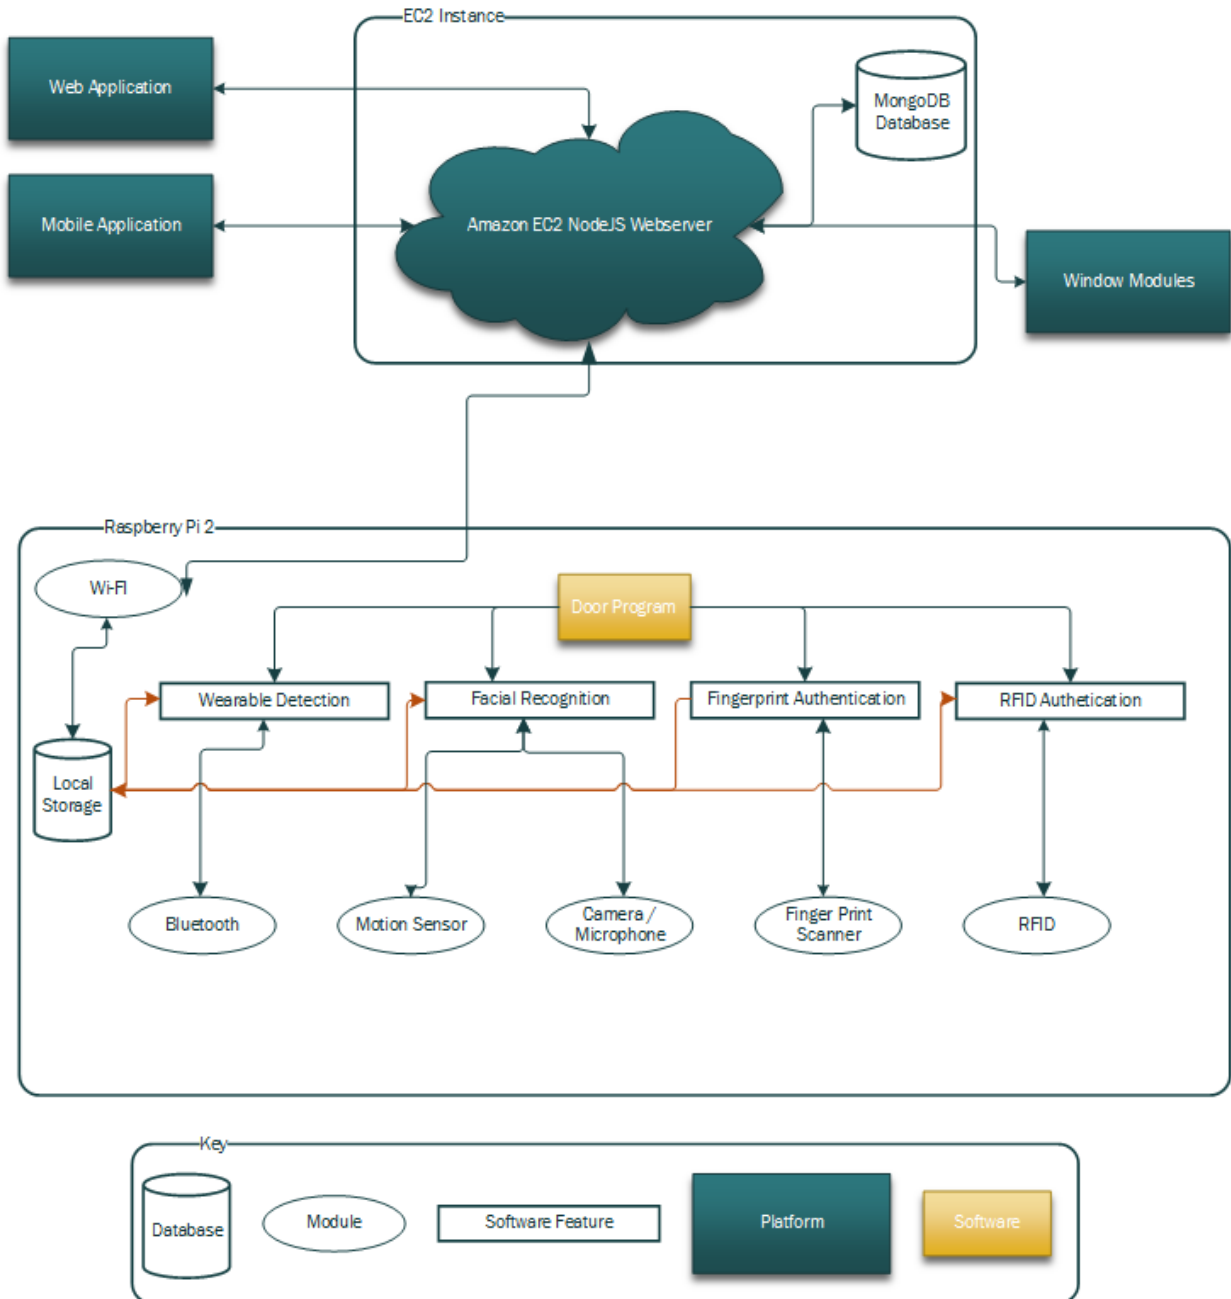 EC2 Instance
Web Application
MongoDB
Database
Mobile Application
Amazon EC2 NodeJS Webserver
Window Modules
Raspberry Pi 2
Wi-FI
Door Program
Wearable Detection
Facial Recognition
Fingerprint Authentication
RFID Authetication
Local
Storage
Bluetooth
Motion Sensor
Camera /
Microphone
Finger Print
Scanner
RFID
Key
Database
Module
Software Feature
Platform
Software